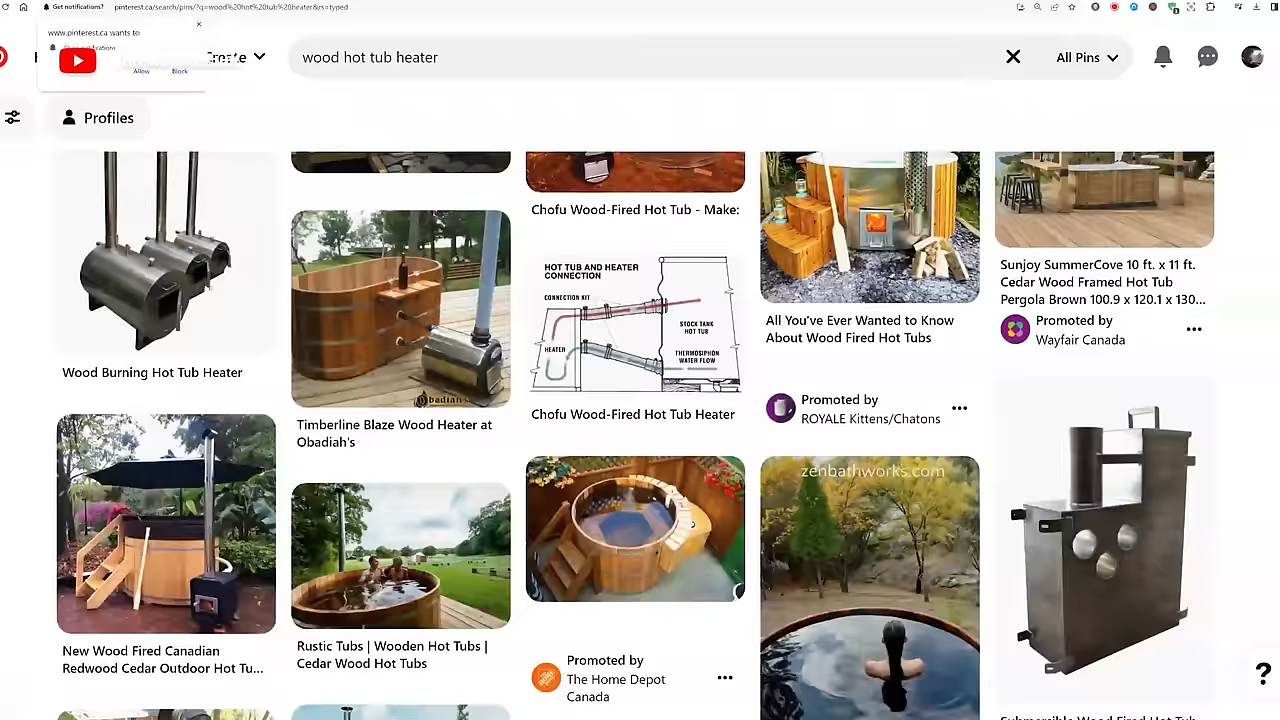 Get notifications?
pinterest.ca/search/pins/?q=wood%20hot%20tub%20heater&rs=typed
www.pinterest.ca wants to
Allow
Block
wood hot tub heater
All Pins
Profiles
Wood Burning Hot Tub Heater
New Wood Fired Canadian
Redwood Cedar Outdoor Hot Tu...
Obadiah's
Timberline Blaze Wood Heater at
Obadiah's
Rustic Tubs | Wooden Hot Tubs |
Cedar Wood Hot Tubs
Chofu Wood-Fired Hot Tub - Make:
HOT TUB AND HEATER
CONNECTION
CONNECTION KIT
HEATER
STOCK TANK
HOT TUB
THERMOSIPHON
WATER FLOW
Chofu Wood-Fired Hot Tub Heater
Promoted by
The Home Depot
Canada
All You've Ever Wanted to Know
About Wood Fired Hot Tubs
Promoted by
ROYALE Kittens/Chatons
zenbathworks.com
Sunjoy SummerCove 10 ft. x 11 ft.
Cedar Wood Framed Hot Tub
Pergola Brown 100.9 x 120.1 x 130...
Promoted by
Wayfair Canada
Submersible Wood Fired Hot Tub
?